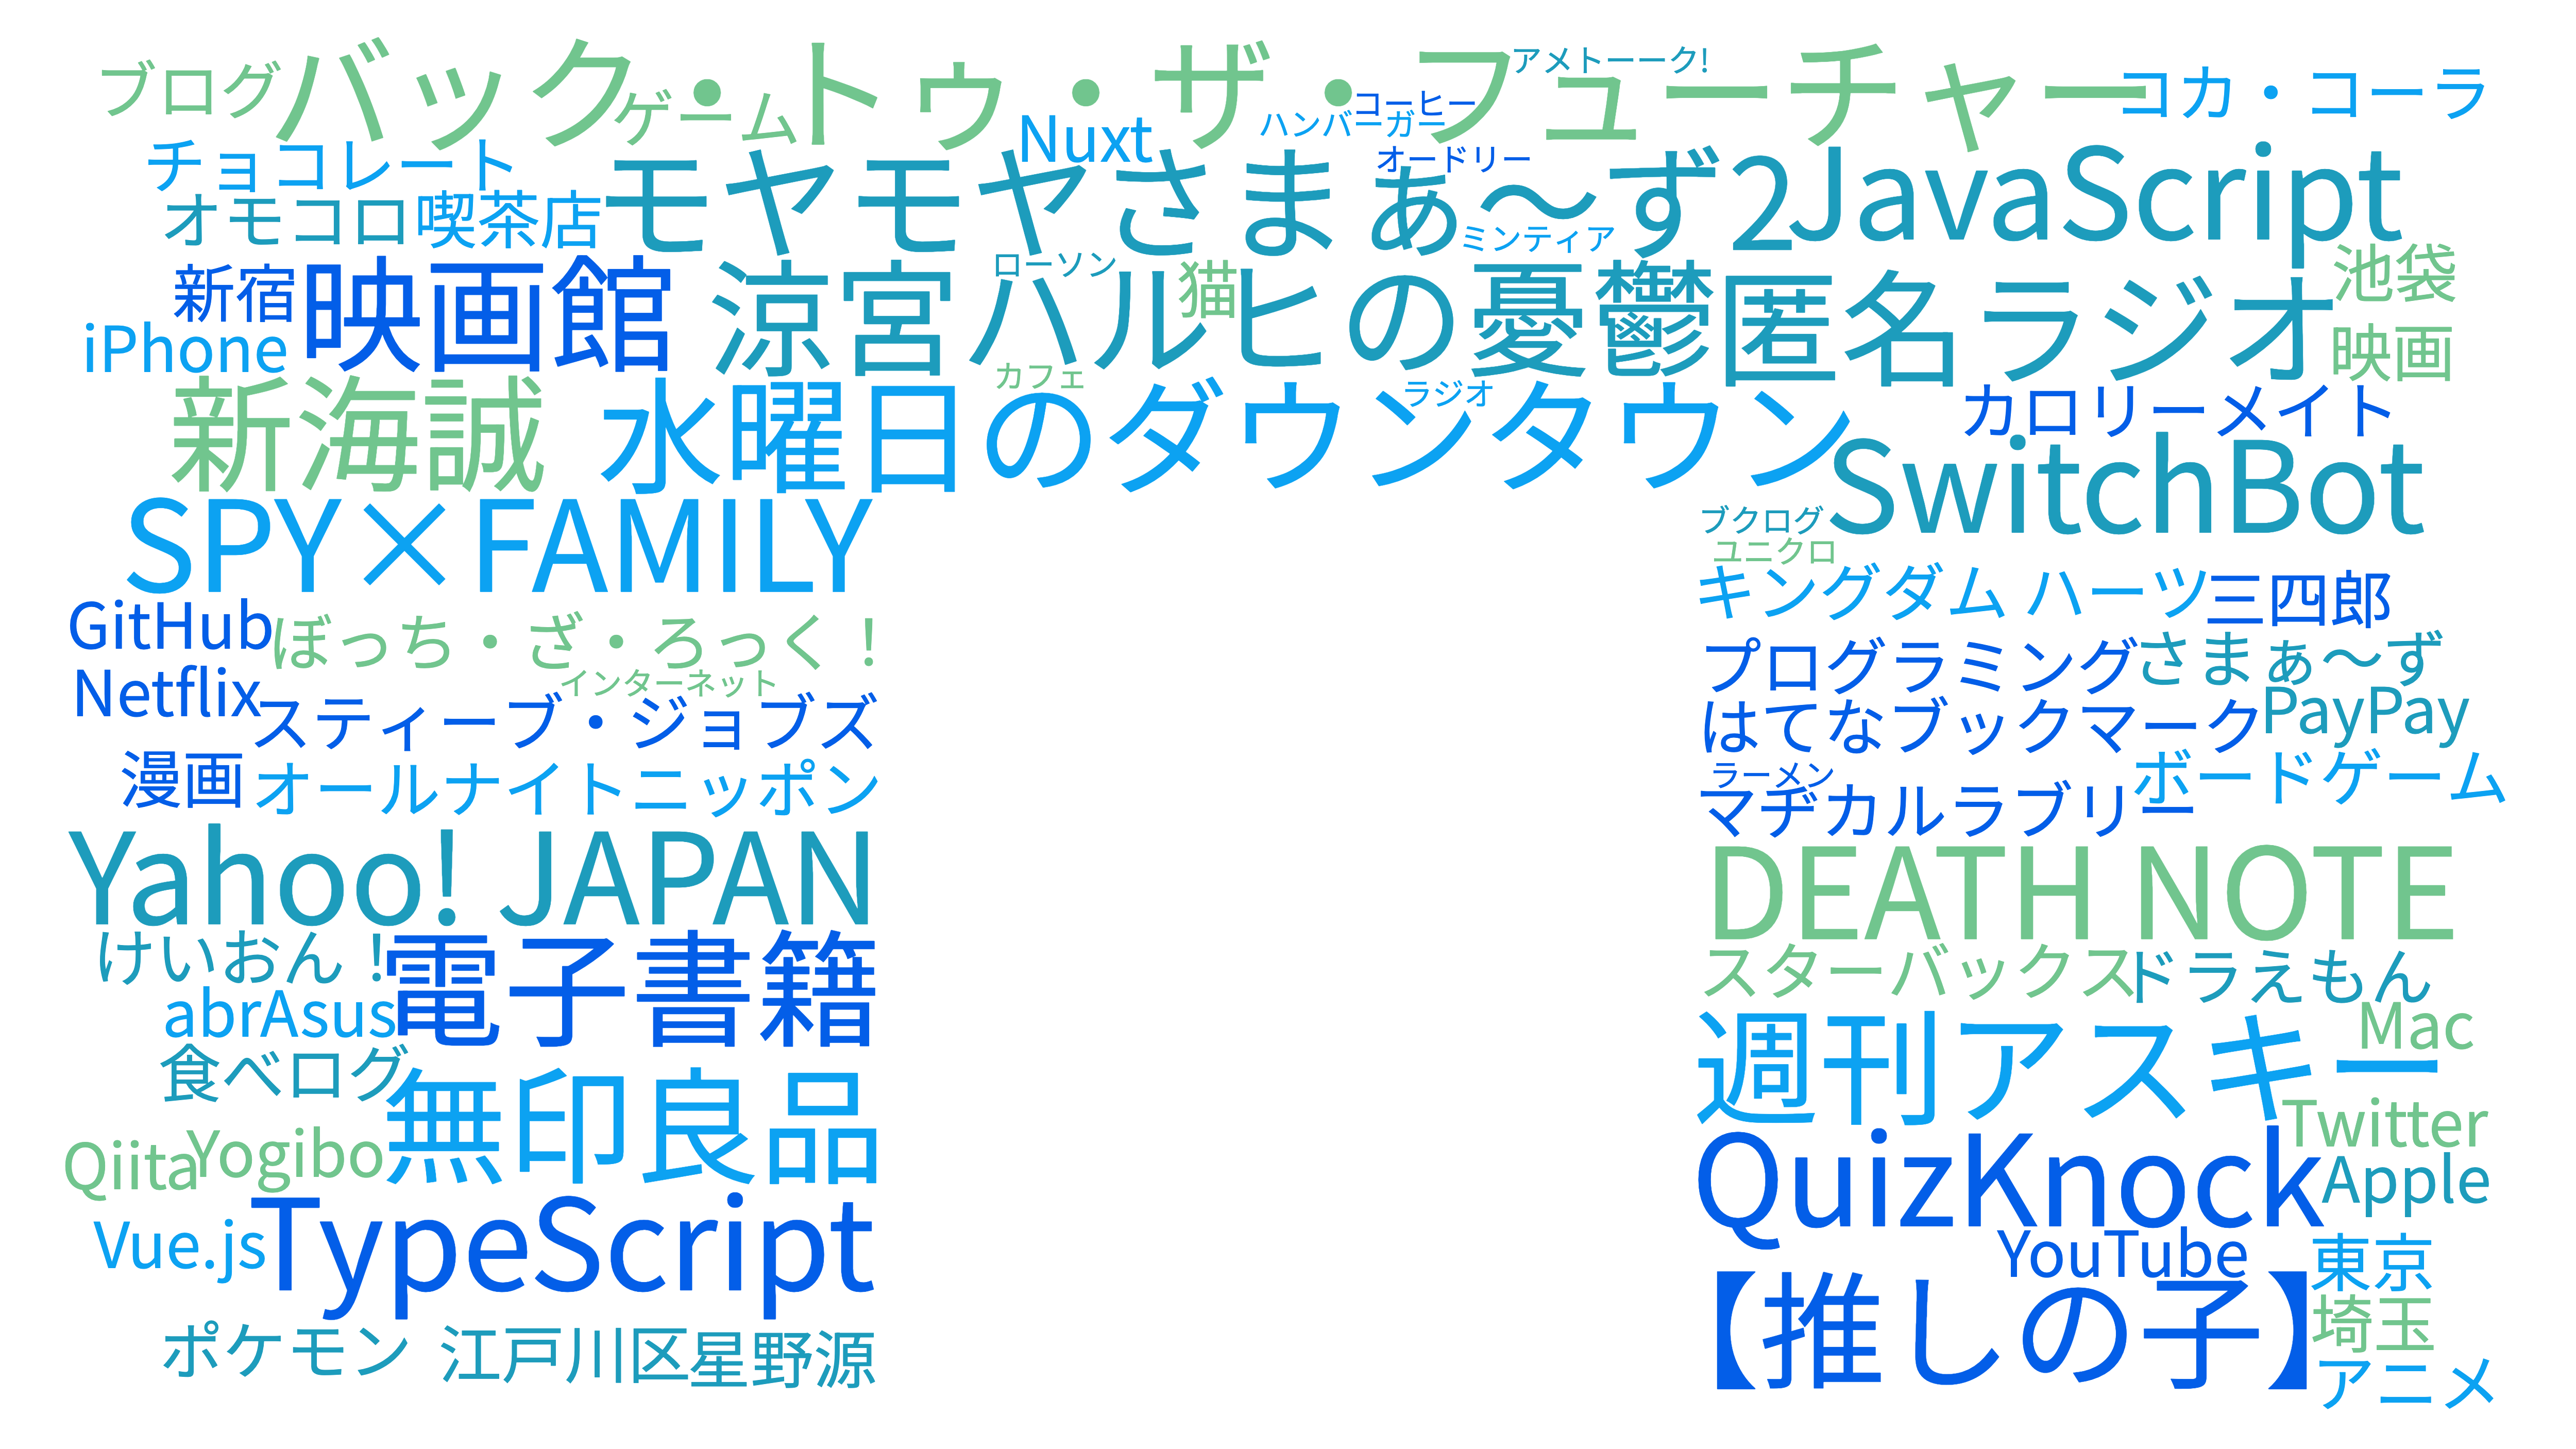 ブログ
バック・トゥ・ザ・フューチャー
アメトーーク!
コカ・コーラ
ゲーム
コーヒー
ハンバーガー
Nuxt
チョコレート
オードリー
モヤモヤさまぁ〜ず2
JavaScript
オモコロ
喫茶店
ミンティア
新宿
映画館
涼宮ハルヒの憂鬱
ローソン
猫
匿名ラジオ
池袋
iPhone
映画
カフェ
ラジオ
新海誠
水曜日のダウンタウン
カロリーメイト
SwitchBot
SPY×FAMILY
ブクログ
ユニクロ
キングダム ハーツ
三四郎
GitHub
ぼっち・ざ・ろっく！
プログラミング
さまぁ〜ず
インターネット
Netflix
スティーブ・ジョブズ
はてなブックマーク
PayPay
漫画
オールナイトニッポン
ラーメン
ボードゲーム
マヂカルラブリー
Yahoo! JAPAN
DEATH NOTE
けいおん！
電子書籍
スターバックス
ドラえもん
abrAsus
週刊アスキー
Mac
食べログ
無印良品
Twitter
Qiita
Yogibo
QuizKnock
Apple
Vue.js
TypeScript
YouTube
東京
【推しの子】
埼玉
ポケモン
江戸川区
星野源
アニメ